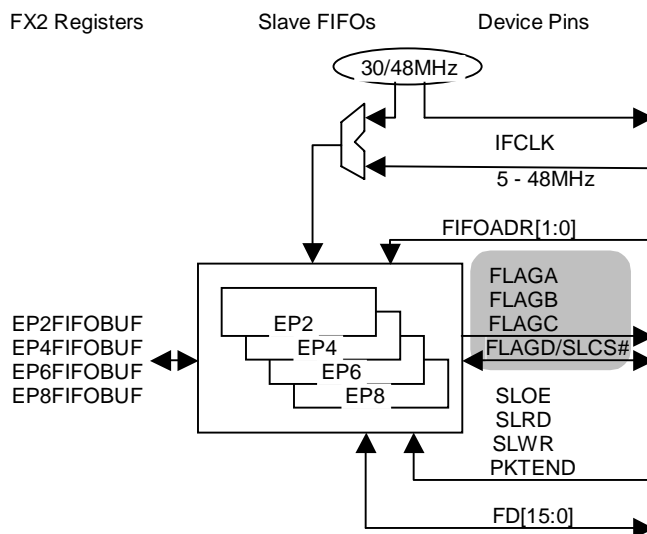 FX2 Registers
Slave FIFOs
Device Pins
30/48MHz
IFCLK
5 - 48MHz
FIFOADR[1:0]
FLAGA
FLAGB
FLAGC
FLAGD/SLCS#
EP2
EP4
EP6
EP8
EP2FIFOBUF
EP4FIFOBUF
EP6FIFOBUF
EP8FIFOBUF
SLOE
SLRD
SLWR
PKTEND
FD[15:0]